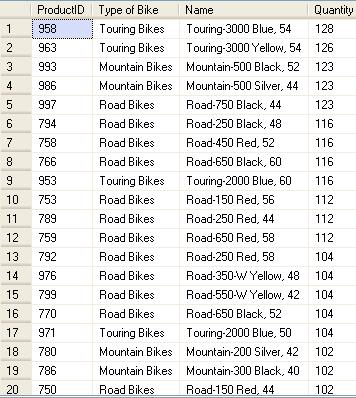 ProductID Type of Bike Name Quantity
1 958 Touring Bikes Touring-3000 Blue, 54 128
2 963 Touring Bikes Touring-3000 Yellow, 54 126
3 993 Mountain Bikes Mountain-500 Black, 52 123
4 986 Mountain Bikes Mountain-500 Silver, 44 123
5 997 Road Bikes Road-750 Black, 44 123
6 794 Road Bikes Road-250 Black, 48 116
7 758 Road Bikes Road-450 Red, 52 116
8 766 Road Bikes Road-650 Black, 60 116
9 953 Touring Bikes Touring-2000 Blue, 60 116
10 753 Road Bikes Road-150 Red, 56 112
11 789 Road Bikes Road-250 Red, 44 112
12 759 Road Bikes Road-650 Red, 58 112
13 792 Road Bikes Road-250 Red, 58 104
14 976 Road Bikes Road-350-W Yellow, 48 104
15 799 Road Bikes Road-550-W Yellow, 42 104
16 770 Road Bikes Road-650 Black, 52 104
17 971 Touring Bikes Touring-2000 Blue, 50 104
18 780 Mountain Bikes Mountain-200 Silver, 42 102
19 786 Mountain Bikes Mountain-300 Black, 40 102
20 750 Road Bikes Road-150 Red, 44 102